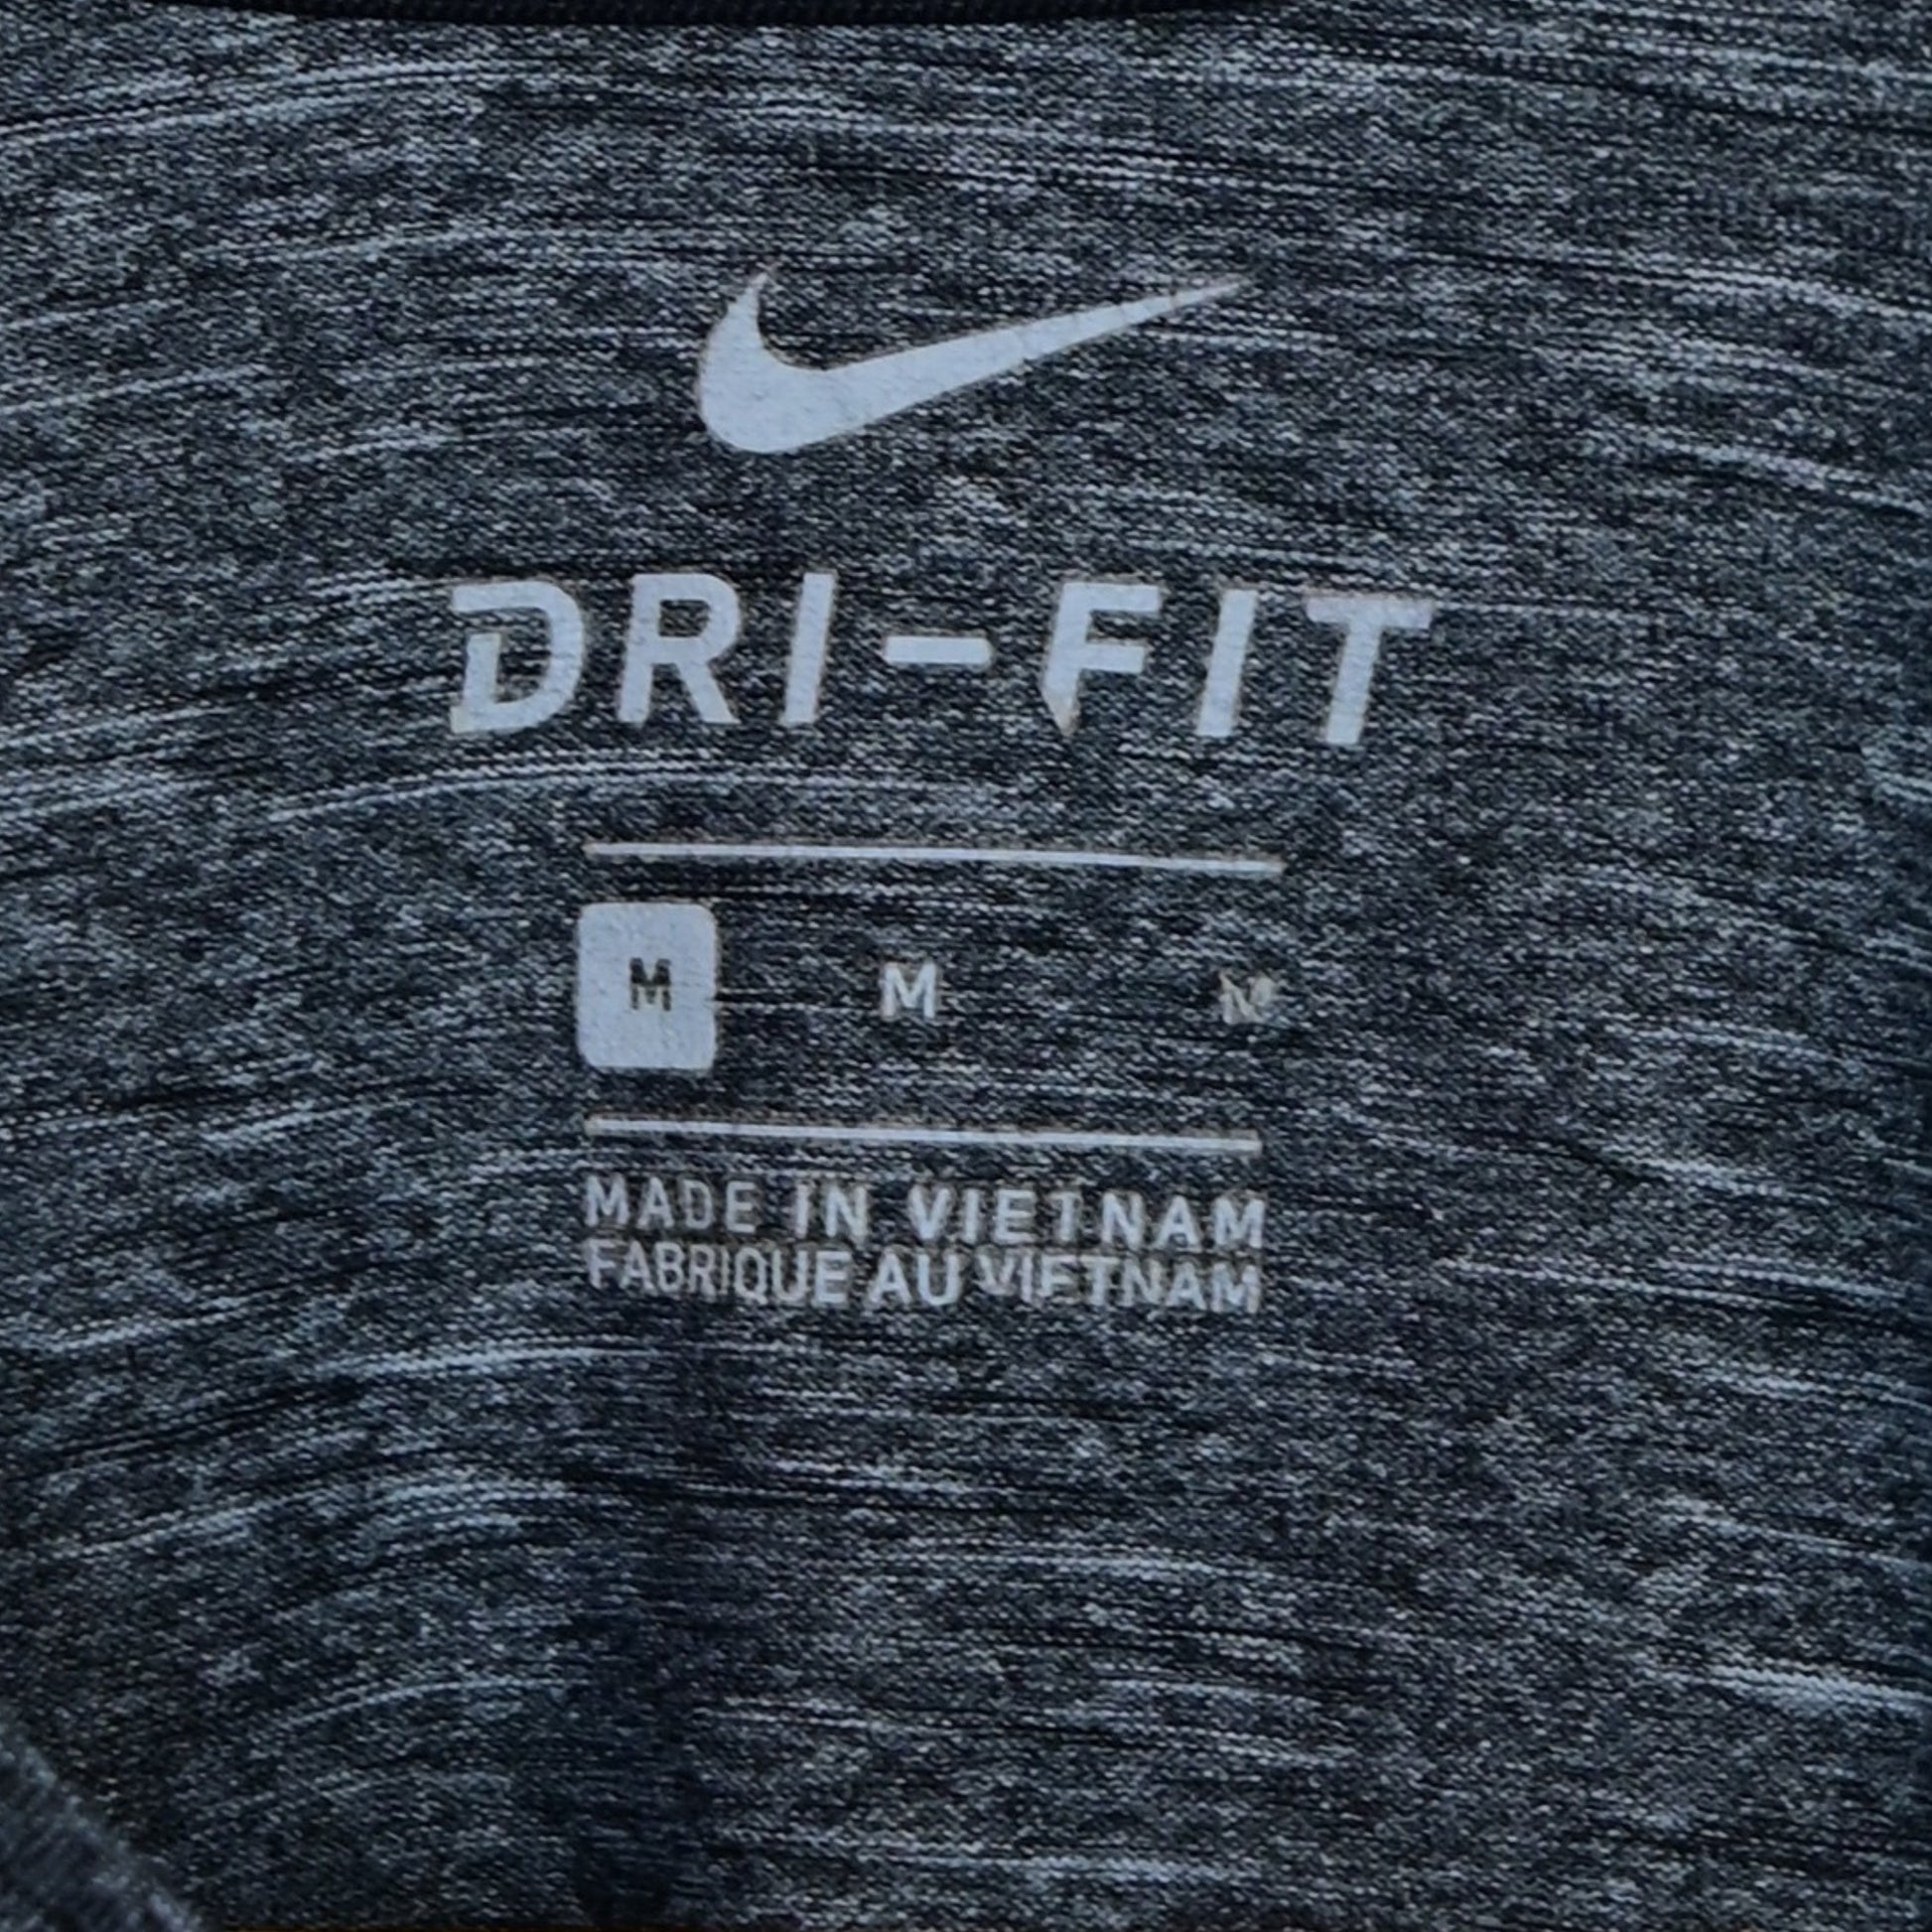 DRI-FIT
M M M
MADE IN VIETNAM
FABRIQUE AU VIETNAM